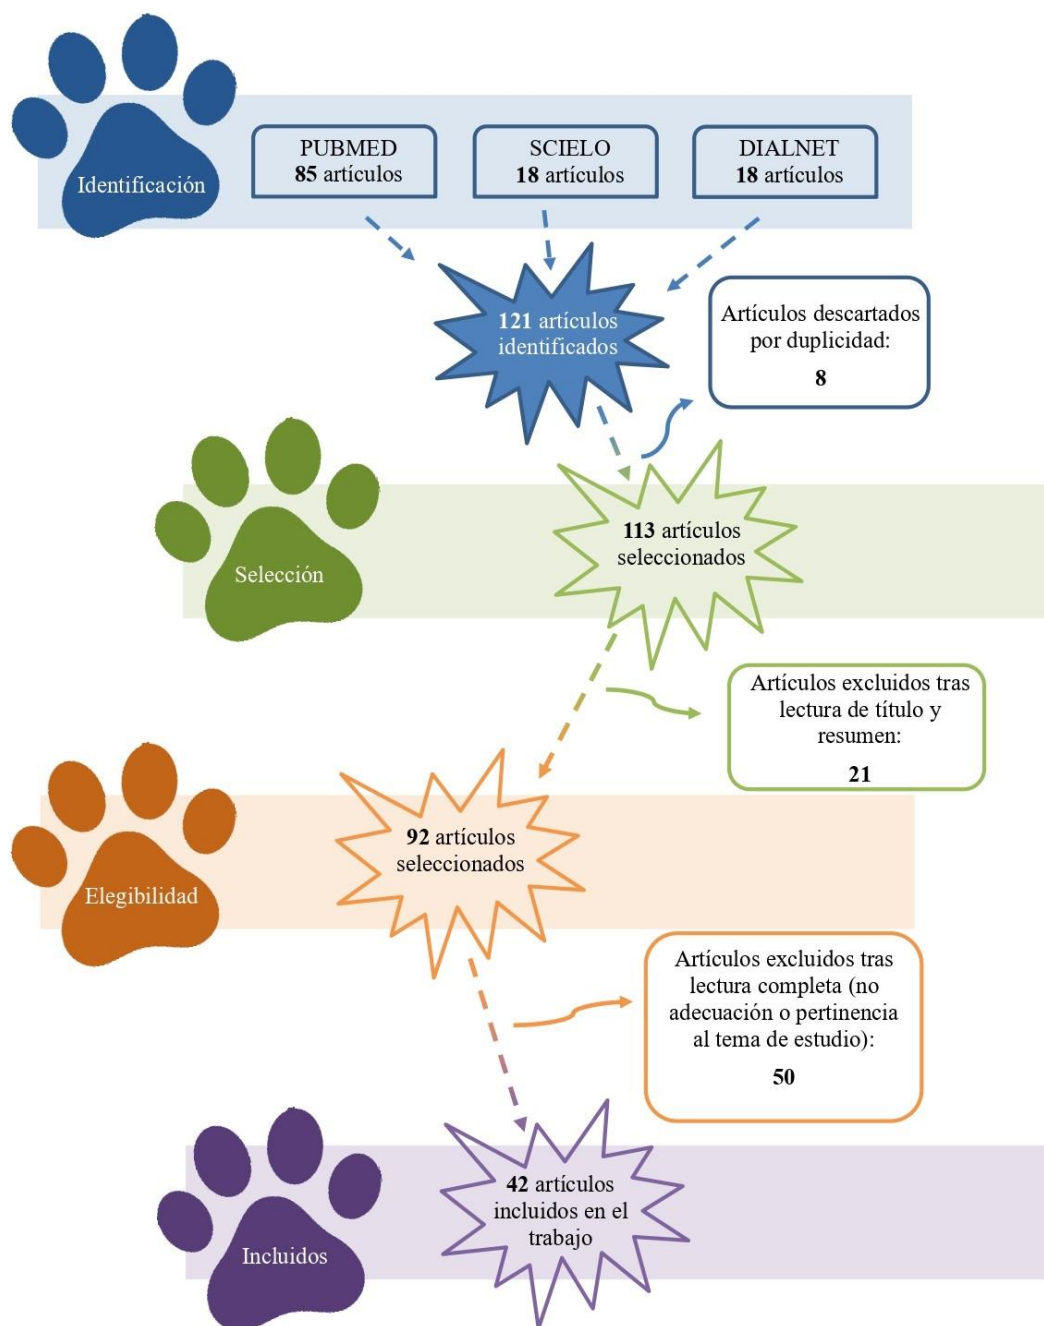 Identificación
PUBMED
85 artículos
SCIELO
18 artículos
DIALNET
18 artículos
121 artículos
identificados
Artículos descartados
por duplicidad:
8
Selección
113 artículos
seleccionados
Artículos excluidos tras
lectura de título y
resumen:
21
Elegibilidad
92 artículos
seleccionados
Artículos excluidos tras
lectura completa (no
adecuación o pertinencia
al tema de estudio):
50
Incluidos
42 artículos
incluidos en el
trabajo